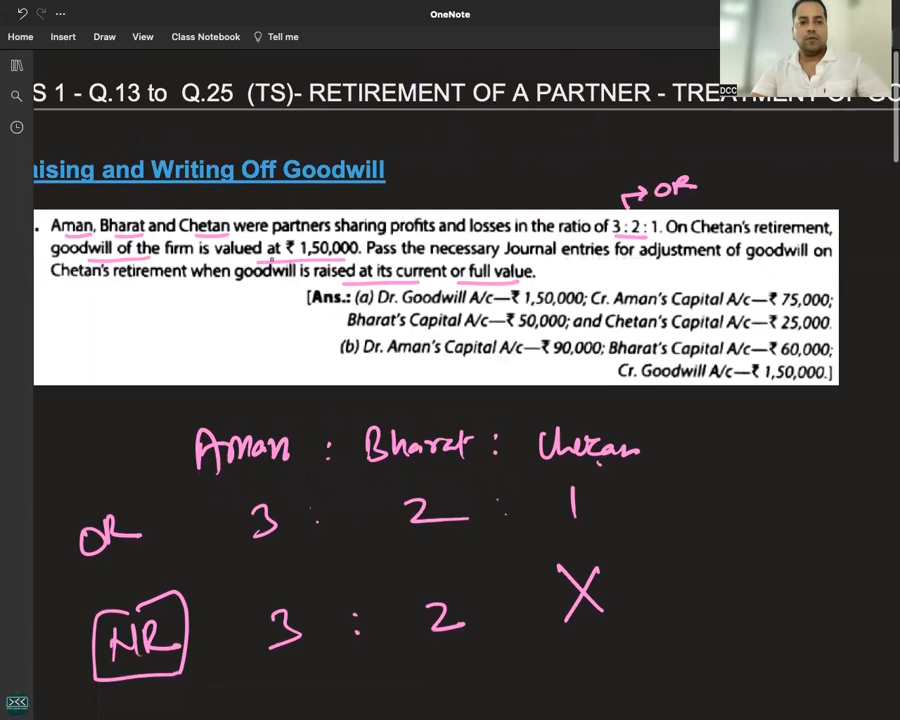 OneNote
Home Insert Draw View Class Notebook Tell me
DCC
S 1 - Q.13 to Q.25 (TS)- RETIREMENT OF A PARTNER - TREATMENT OF GO
aising and Writing Off Goodwill
OR
. Aman, Bharat and Chetan were partners sharing profits and losses in the ratio of 3 : 2 : 1. On Chetan's retirement,
goodwill of the firm is valued at ₹ 1,50,000. Pass the necessary Journal entries for adjustment of goodwill on
Chetan's retirement when goodwill is raised at its current or full value.
[Ans.: (a) Dr. Goodwill A/c—₹ 1,50,000; Cr. Aman's Capital A/c—₹ 75,000;
Bharat's Capital A/c—₹ 50,000; and Chetan's Capital A/c—₹ 25,000.
(b) Dr. Aman's Capital A/c—₹ 90,000; Bharat's Capital A/c—₹ 60,000;
Cr. Goodwill A/c—₹ 1,50,000.]
Aman : Bharat : Chetan
OR 3 : 2 : 1
NR 3 : 2 X